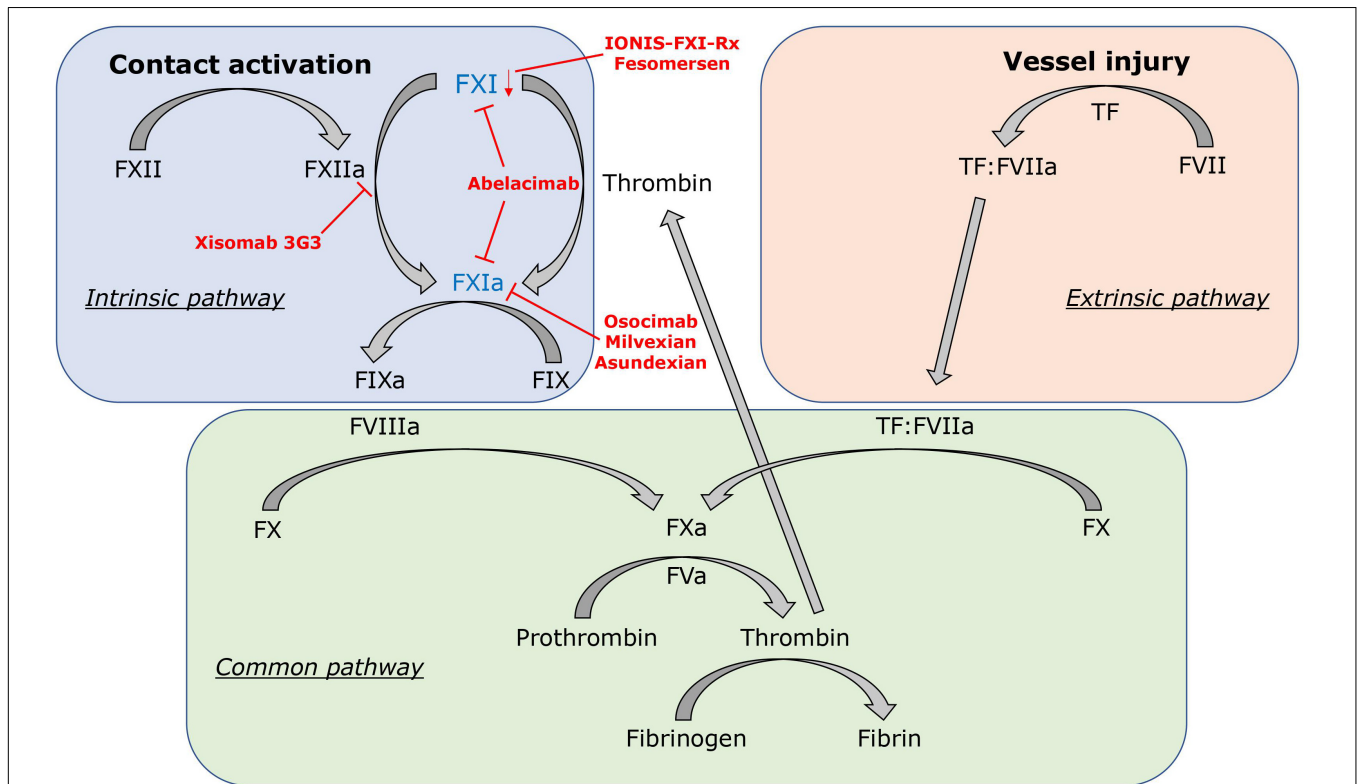 Contact activation
IONIS-FXI-Rx
Fesomersen
FXI
FXII
FXIIa
Abelacimab
Thrombin
Xisomab 3G3
FXIa
Intrinsic pathway
Osocimab
Milvexian
Asundexian
FIXa
FIX
Vessel injury
TF
TF:FVIIa
FVII
Extrinsic pathway
FVIIIa
TF:FVIIa
FX
FXa
FX
FVa
Prothrombin
Thrombin
Common pathway
Fibrinogen
Fibrin